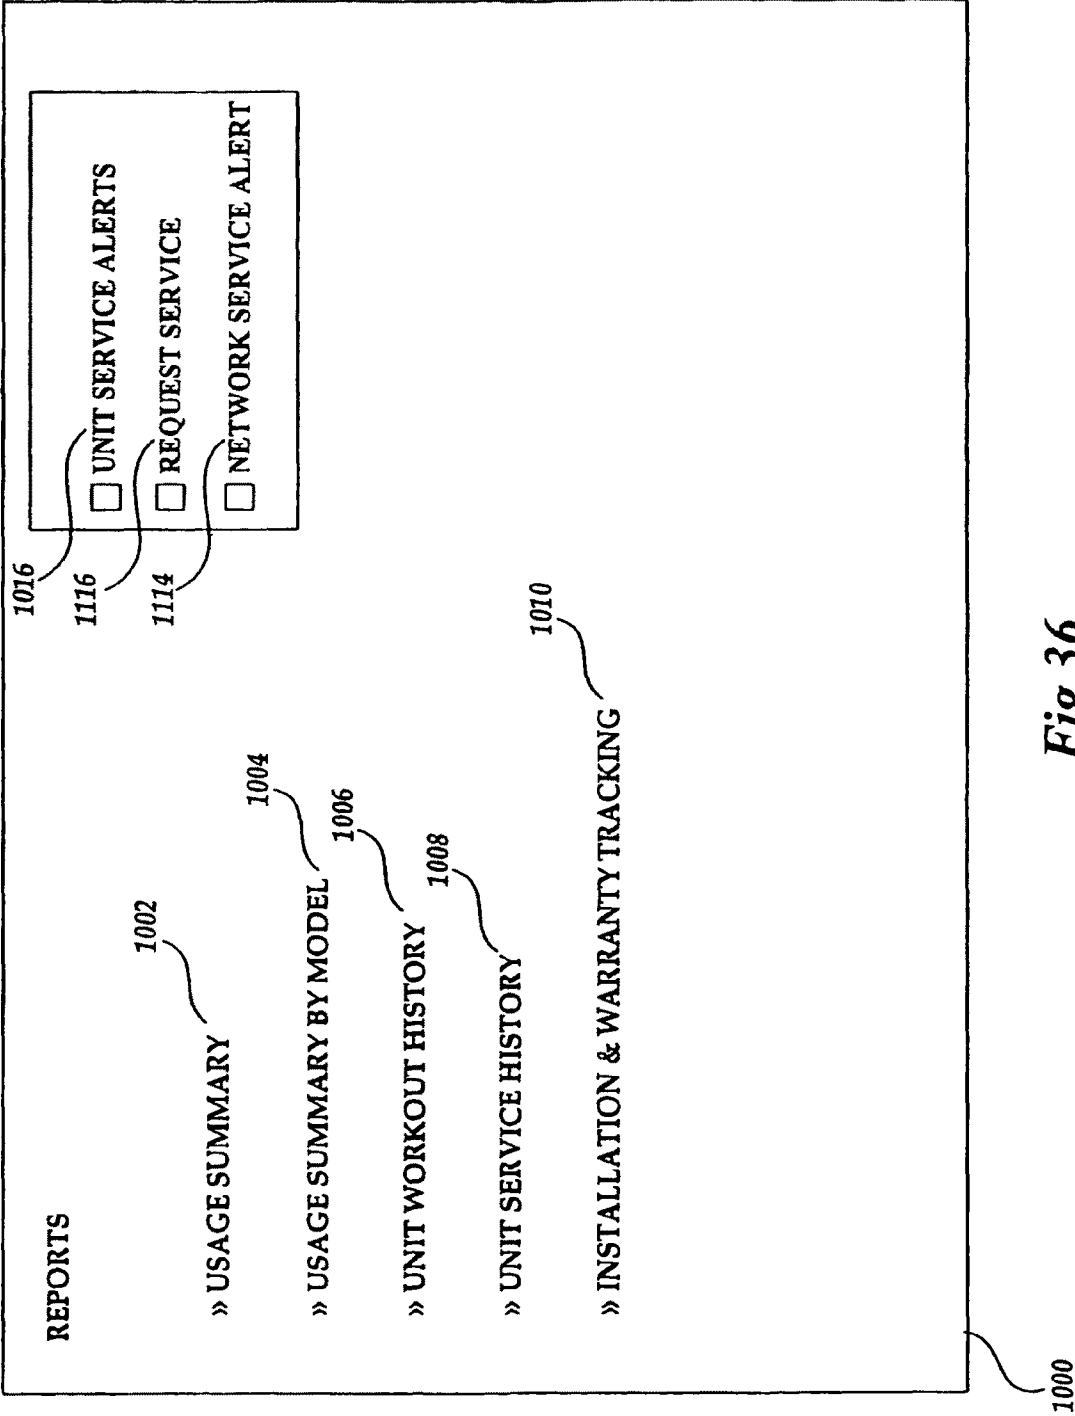 REPORTS
» USAGE SUMMARY
1002
» USAGE SUMMARY BY MODEL
1004
» UNIT WORKOUT HISTORY
1006
» UNIT SERVICE HISTORY
1008
» INSTALLATION & WARRANTY TRACKING
1010
1016
UNIT SERVICE ALERTS
1116
REQUEST SERVICE
1114
NETWORK SERVICE ALERT
1000
Fig 36